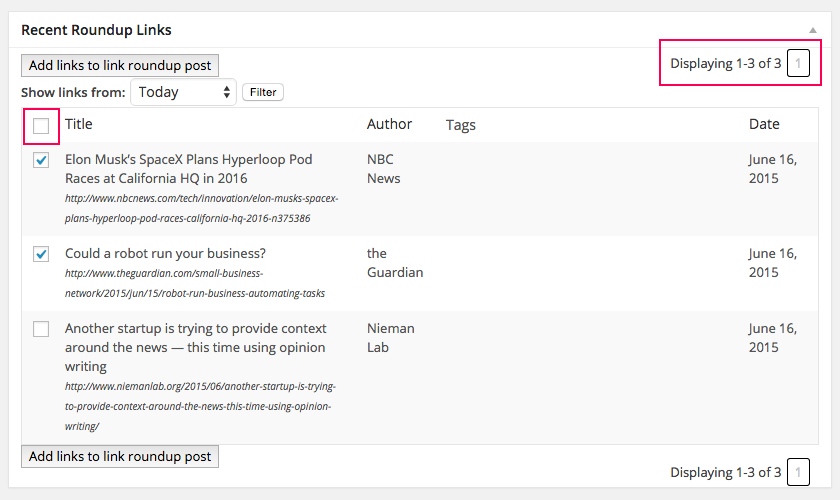 Recent Roundup Links
Add links to link roundup post
Displaying 1-3 of 3 1
Show links from: Today Filter
Title Author Tags Date
Elon Musk’s SpaceX Plans Hyperloop Pod NBC June 16,
Races at California HQ in 2016 News 2015
http://www.nbcnews.com/tech/innovation/elon-musks-spacex-
plans-hyperloop-pod-races-california-hq-2016-n375386
Could a robot run your business? the June 16,
http://www.theguardian.com/small-business- Guardian 2015
network/2015/jun/15/robot-run-business-automating-tasks
Another startup is trying to provide context Nieman June 16,
around the news — this time using opinion Lab 2015
writing
http://www.niemanlab.org/2015/06/another-startup-is-trying-
to-provide-context-around-the-news-this-time-using-opinion-
writing/
Add links to link roundup post
Displaying 1-3 of 3 1